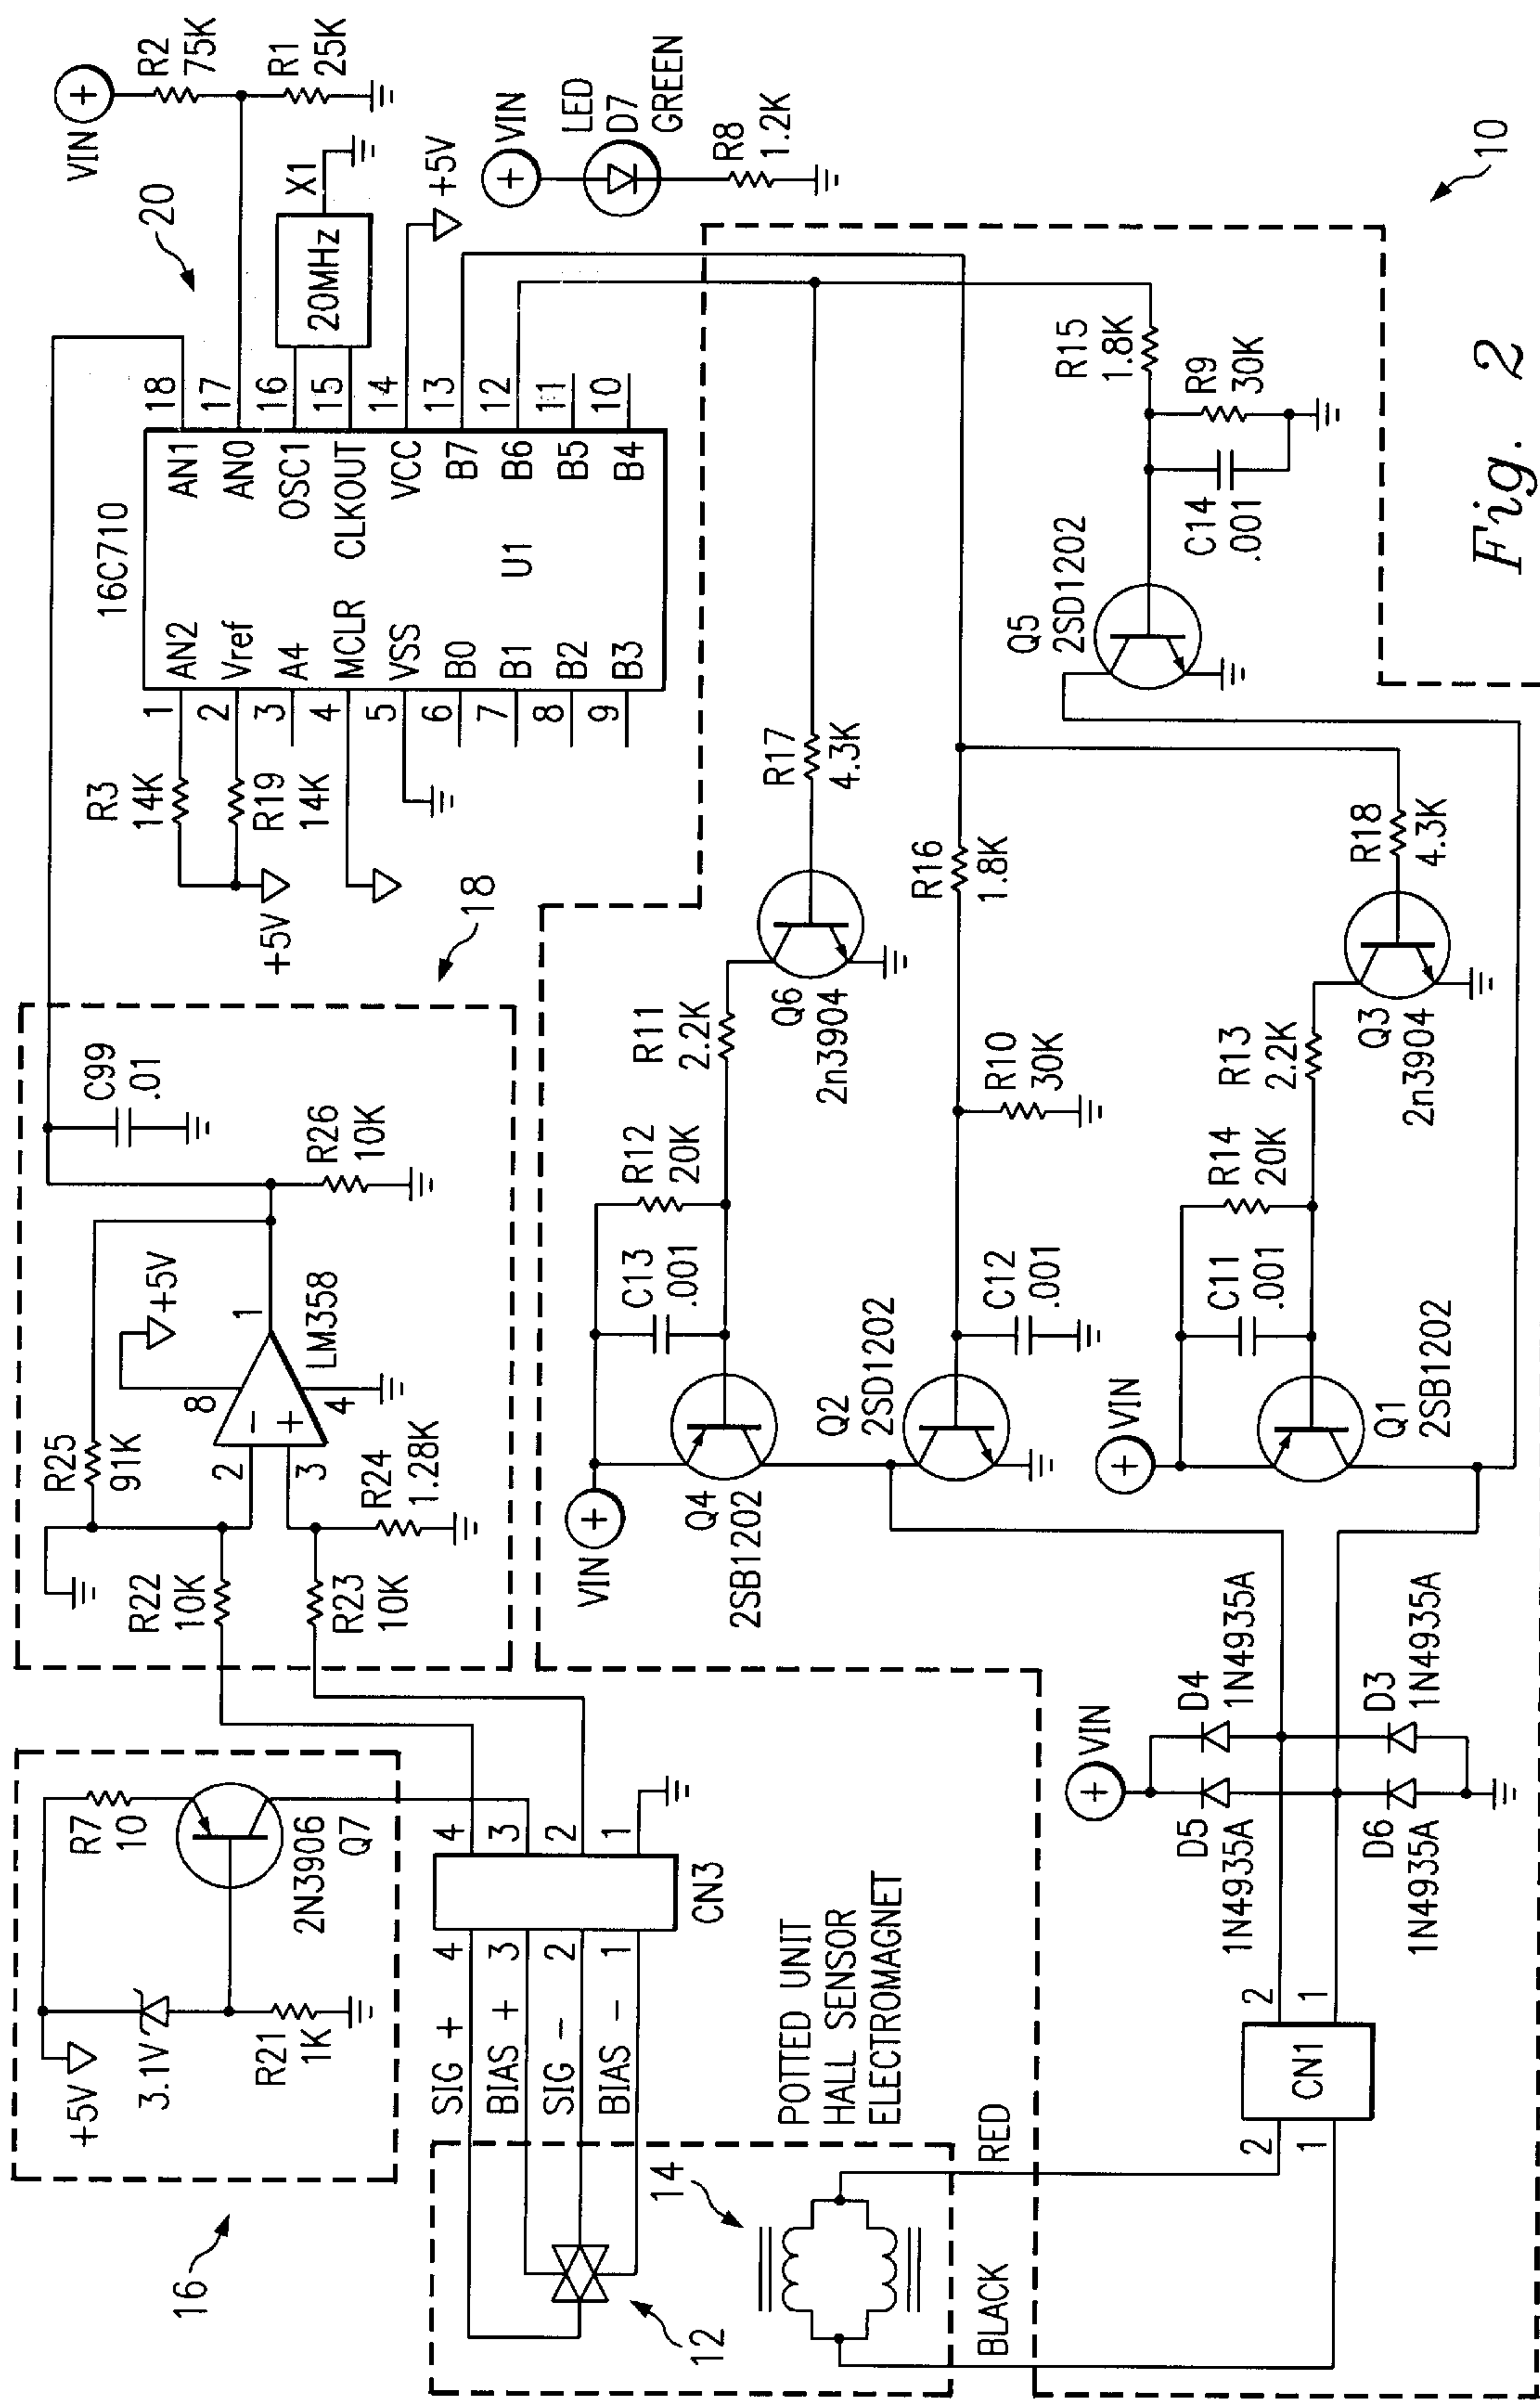 16
+5V
3.1V
R21
1K
R7
10
2N3906
Q7
SIG +
BIAS +
SIG -
BIAS -
4
3
2
1
4
3
2
1
CN3
12
14
POTTED UNIT
HALL SENSOR
ELECTROMAGNET
RED
BLACK
18
R22
10K
R23
10K
R25
91K
R24
1.28K
2
3
-
+
8
4
1
+5V
LM358
R26
10K
C99
.01
20
VIN
+
R2
75K
R1
25K
X1
20MHz
+5V
+
VIN
LED
D7
GREEN
R8
1.2K
16C710
U1
AN2
Vref
A4
MCLR
VSS
B0
B1
B2
B3
1
2
3
4
5
6
7
8
9
AN1
AN0
OSC1
CLKOUT
VCC
B7
B6
B5
B4
18
17
16
15
14
13
12
11
10
R3
14K
R19
14K
+5V
VIN
+
Q4
2SB1202
C13
.001
R12
20K
R11
2.2K
Q6
2n3904
R17
4.3K
Q2
2SD1202
C12
.001
R10
30K
R16
1.8K
Q5
2SD1202
C14
.001
R9
30K
R15
1.8K
+
VIN
Q1
2SB1202
C11
.001
R14
20K
R13
2.2K
Q3
2n3904
R18
4.3K
+
VIN
D4
1N4935A
D5
1N4935A
D3
1N4935A
D6
1N4935A
CN1
2
1
2
1
10
Fig. 2